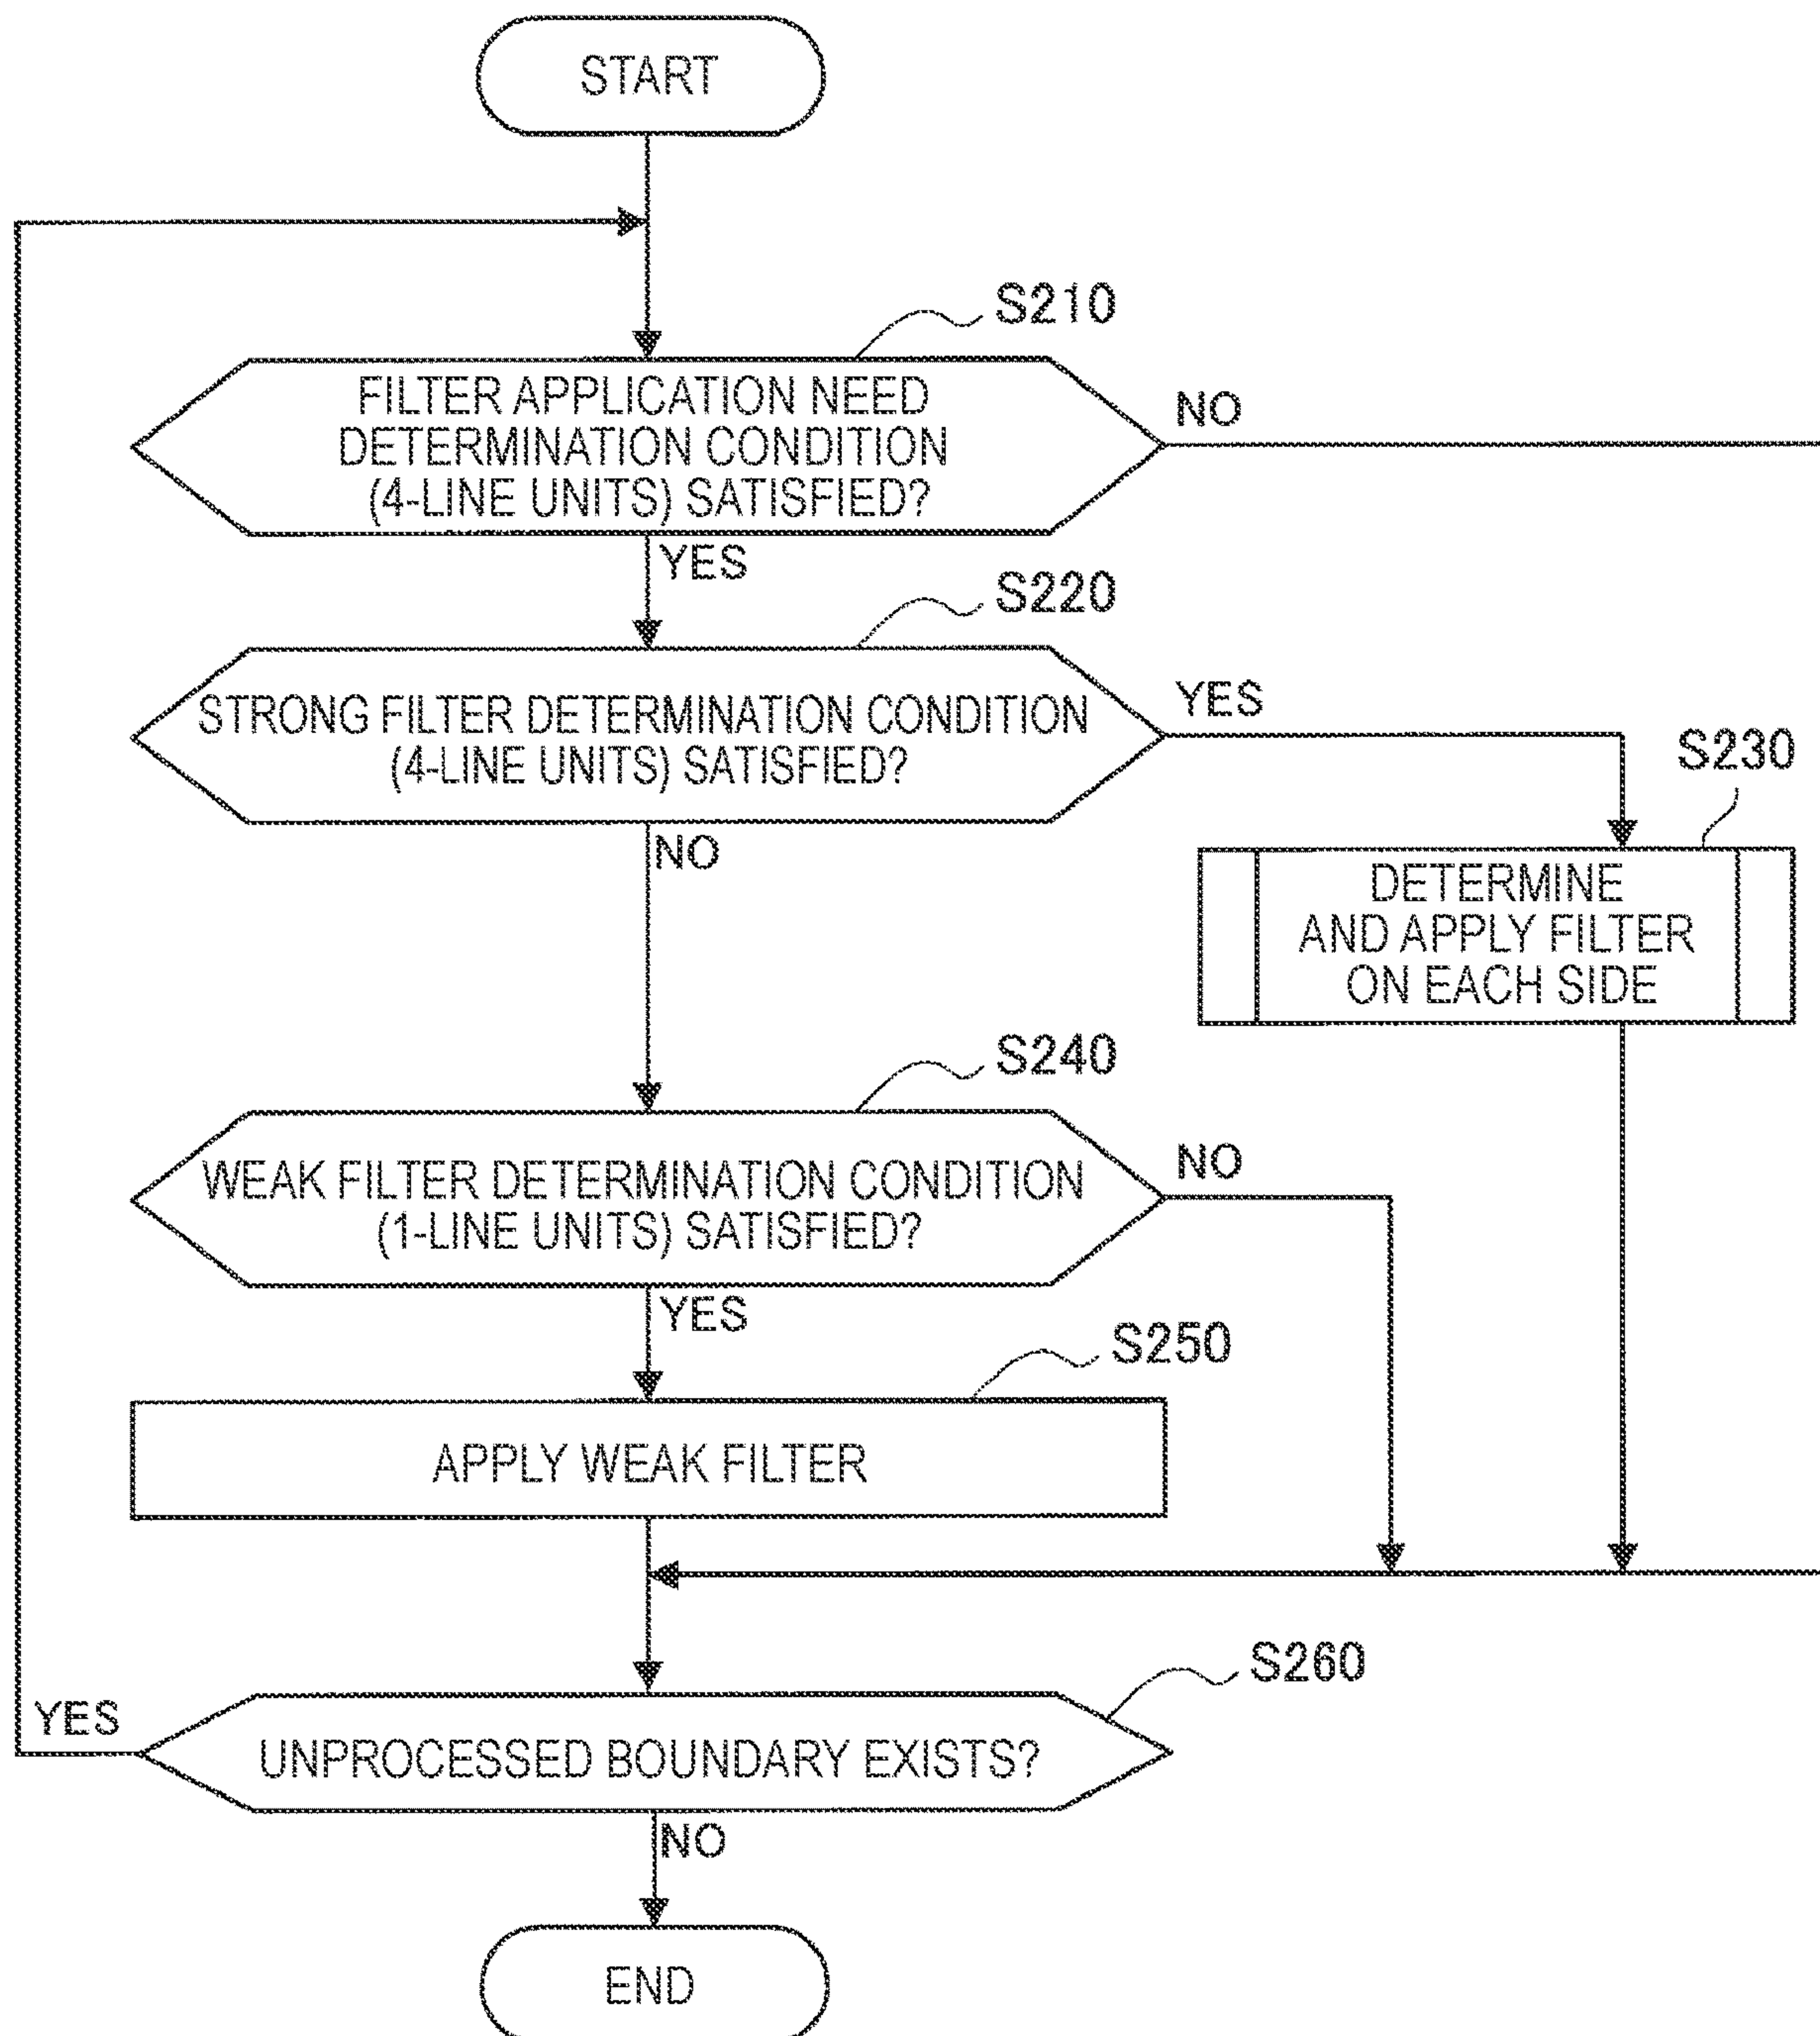 START
S210
FILTER APPLICATION NEED
DETERMINATION CONDITION
(4-LINE UNITS) SATISFIED?
NO
YES
S220
STRONG FILTER DETERMINATION CONDITION
(4-LINE UNITS) SATISFIED?
YES
NO
S230
DETERMINE
AND APPLY FILTER
ON EACH SIDE
S240
WEAK FILTER DETERMINATION CONDITION
(1-LINE UNITS) SATISFIED?
NO
YES
S250
APPLY WEAK FILTER
S260
UNPROCESSED BOUNDARY EXISTS?
YES
NO
END